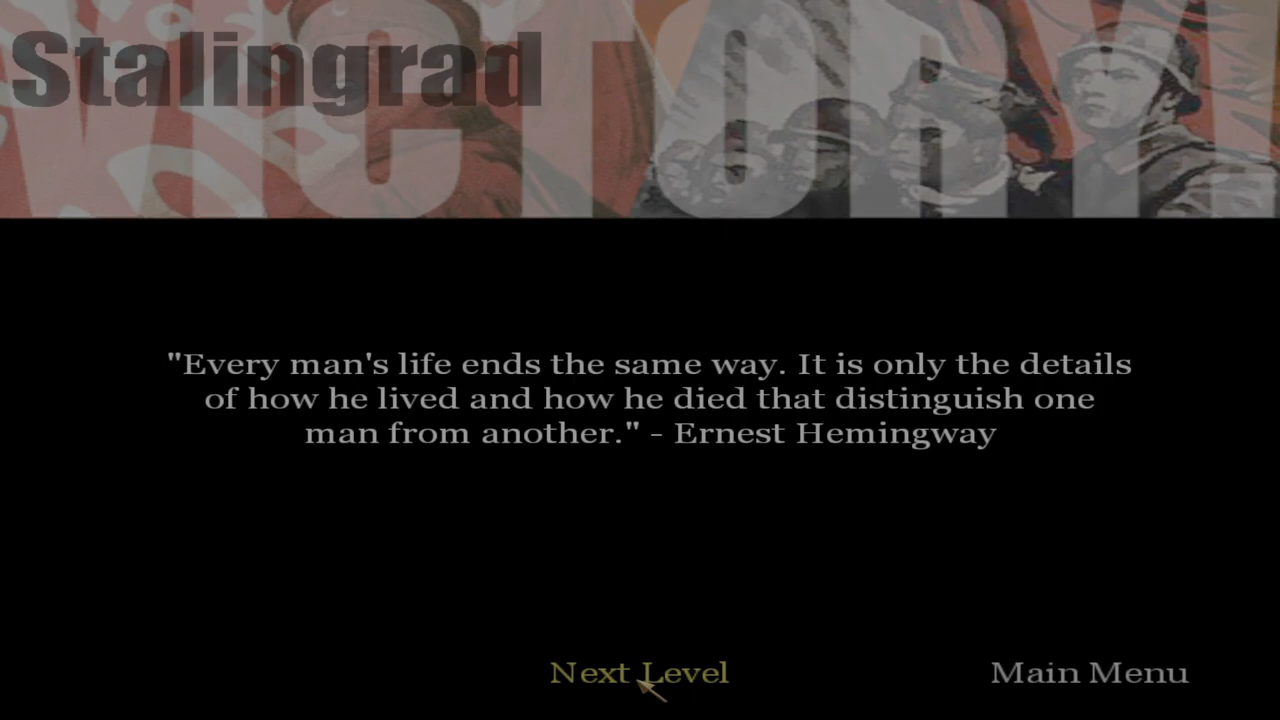 VICTORY!
Stalingrad
"Every man's life ends the same way. It is only the details
of how he lived and how he died that distinguish one
man from another." - Ernest Hemingway
Next Level
Main Menu